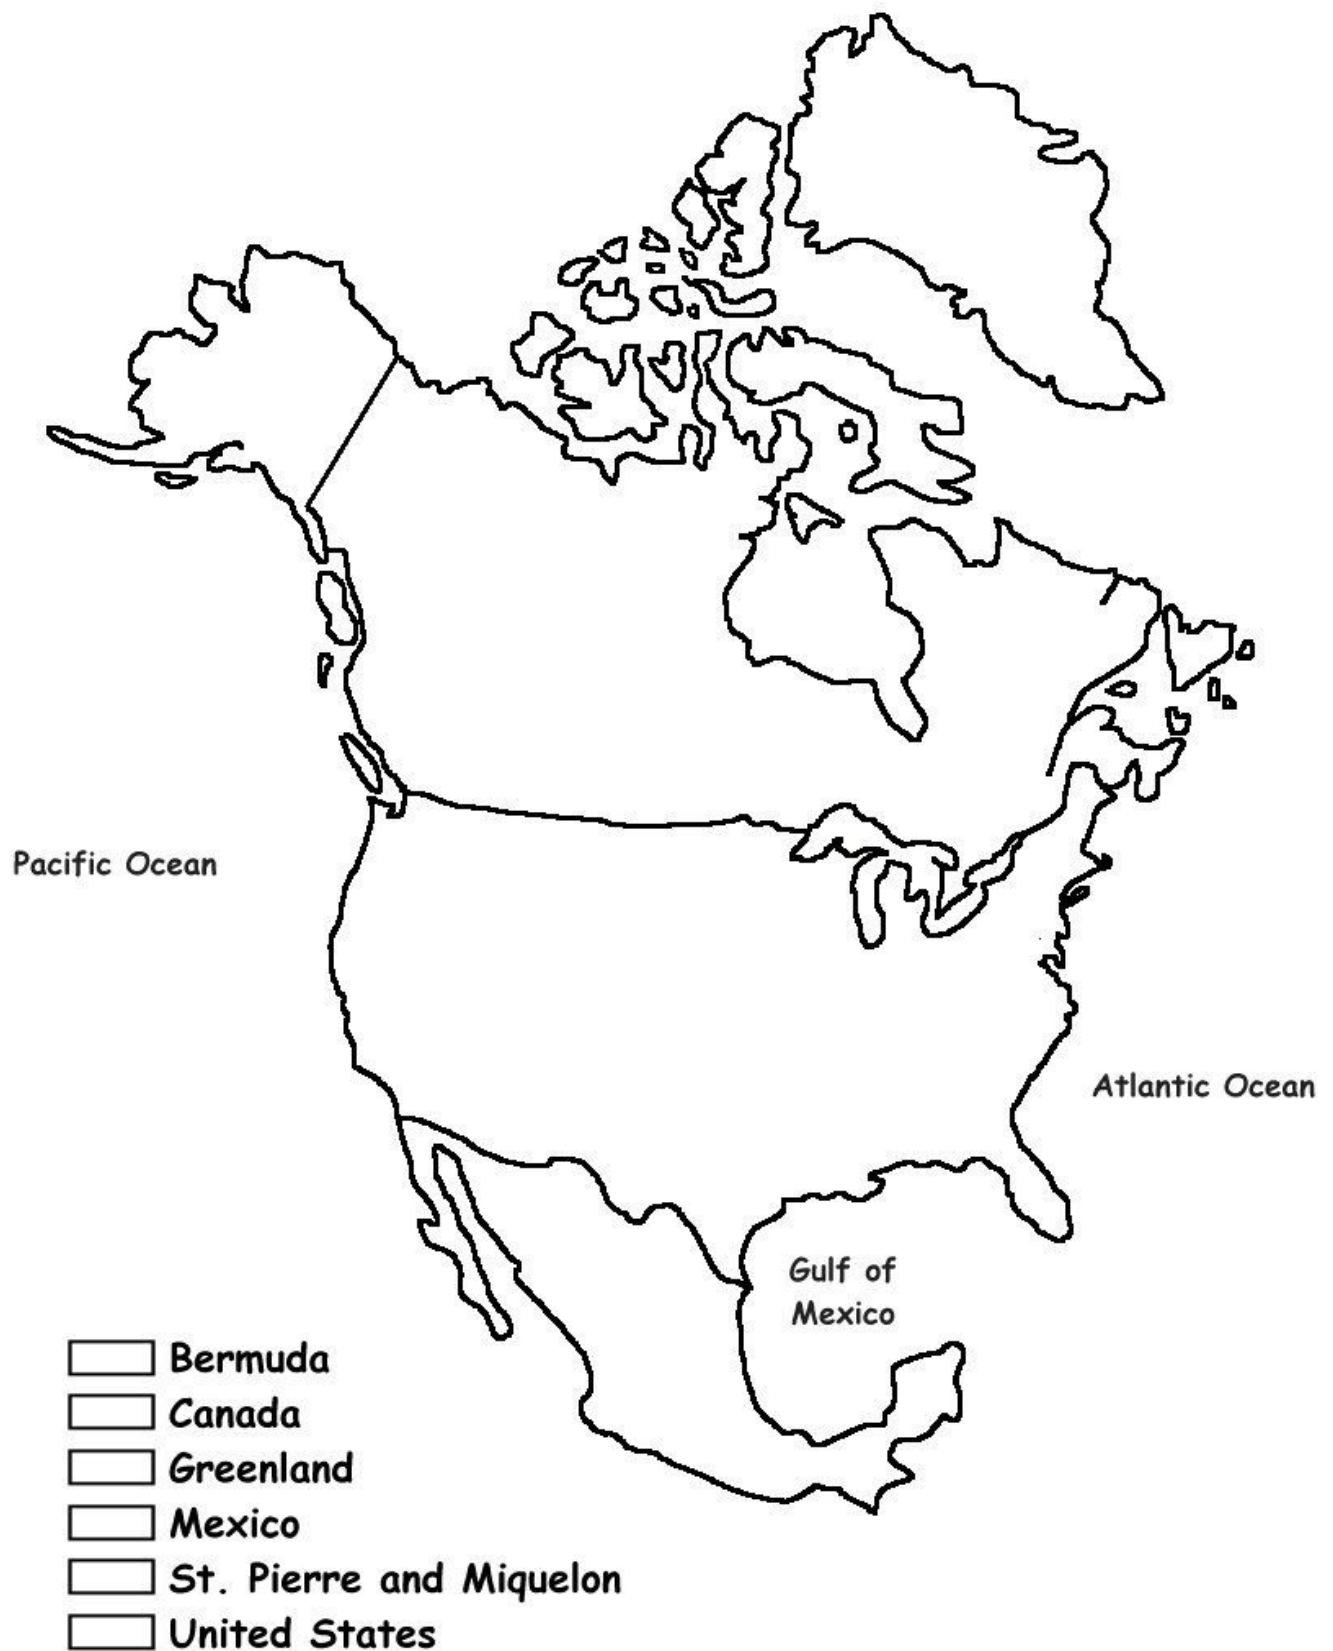 Pacific Ocean
Atlantic Ocean
Gulf of
Mexico
Bermuda
Canada
Greenland
Mexico
St. Pierre and Miquelon
United States